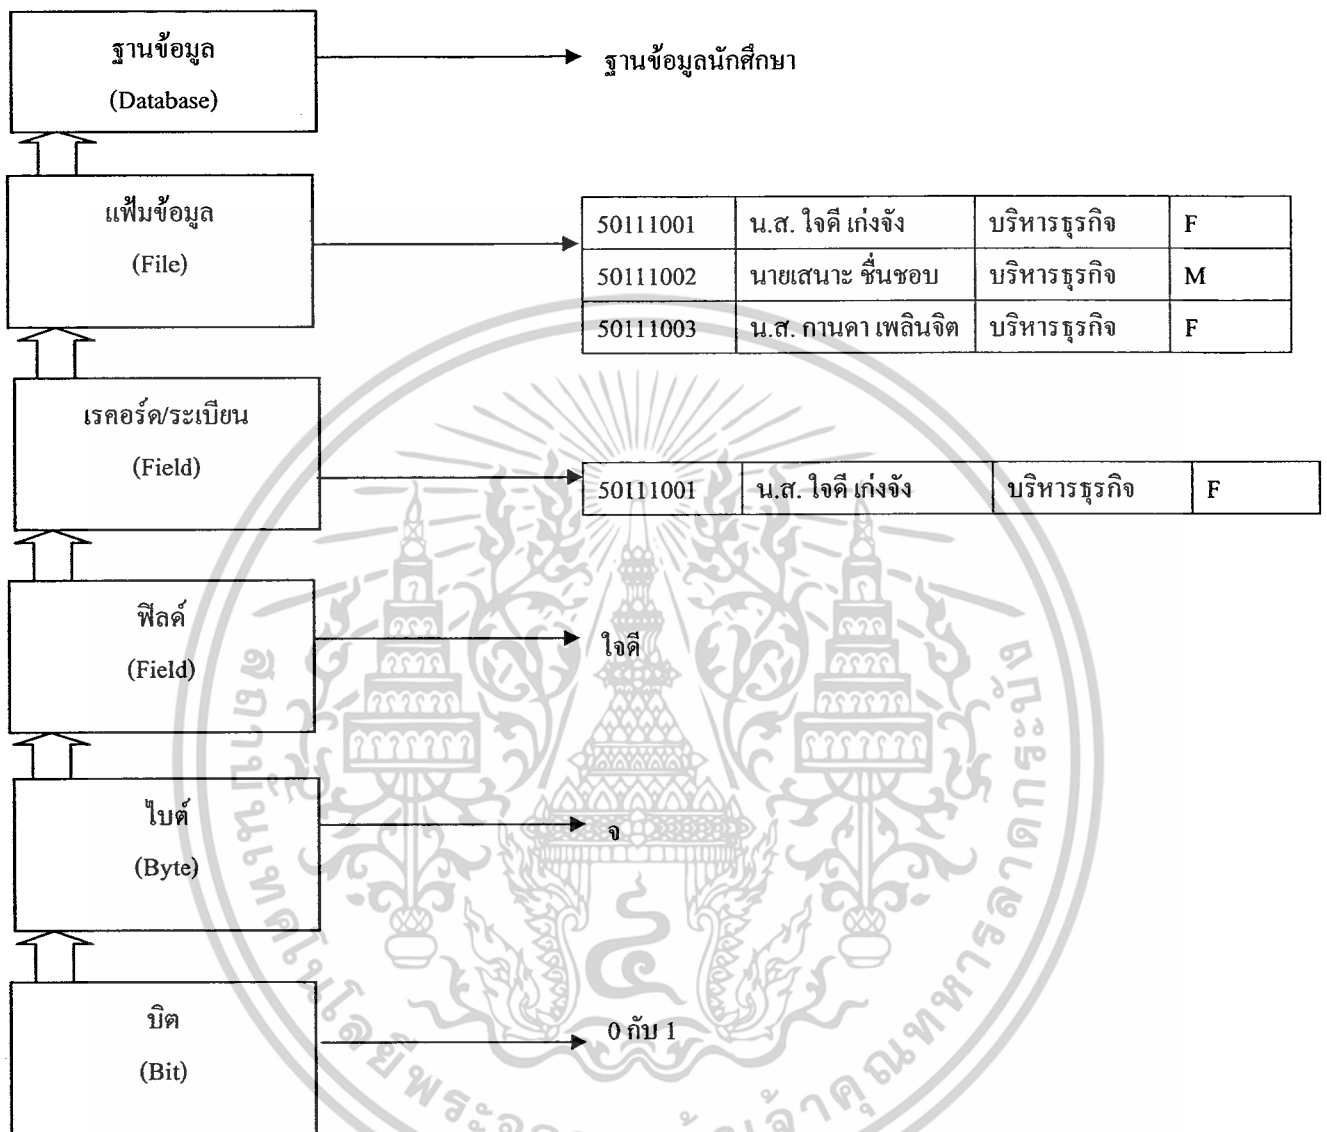 ฐานข้อมูล
(Database)
ฐานข้อมูลนักศึกษา
แฟ้มข้อมูล
(File)
50111001 น.ส. ใจดี เก่งจัง บริหารธุรกิจ F
50111002 นายเสนาะ ชื่นชอบ บริหารธุรกิจ M
50111003 น.ส. กานดา เพลินจิต บริหารธุรกิจ F
เรคอร์ด/ระเบียน
(Field)
50111001 น.ส. ใจดี เก่งจัง บริหารธุรกิจ F
ฟิลด์
(Field)
ใจดี
ไบต์
(Byte)
จ
บิต
(Bit)
0 กับ 1